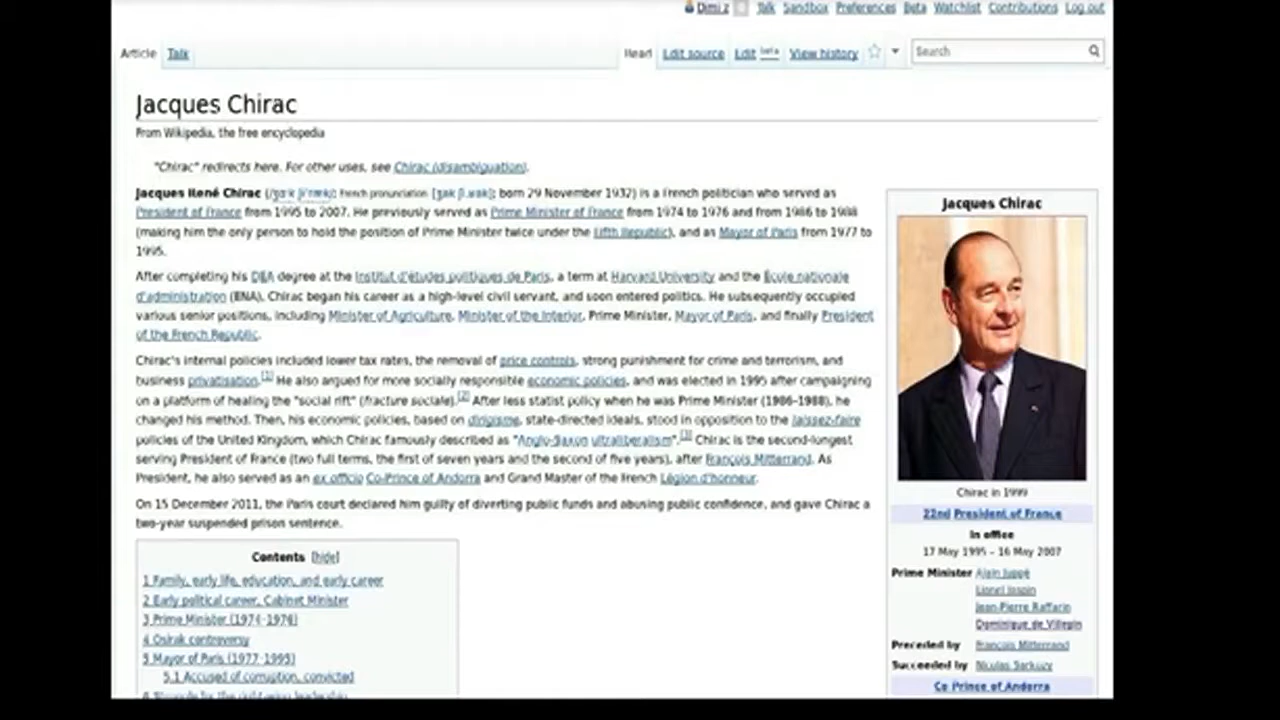 Dimi z Talk Sandbox Preferences Beta Watchlist Contributions Log out
Article Talk Read Edit source Edit beta View history Search
Jacques Chirac
From Wikipedia, the free encyclopedia
"Chirac" redirects here. For other uses, see Chirac (disambiguation).
Jacques René Chirac French pronunciation: born 29 November 1932) is a French politician who served as
President of France from 1995 to 2007. He previously served as Prime Minister of France from 1974 to 1976 and from 1986 to 1988
(making him the only person to hold the position of Prime Minister twice under the Fifth Republic), and as Mayor of Paris from 1977 to
1995.
After completing his DEA degree at the Institut d'études politiques de Paris, a term at Harvard University and the École nationale
d'administration (ENA), Chirac began his career as a high-level civil servant, and soon entered politics. He subsequently occupied
various senior positions, including Minister of Agriculture, Minister of the Interior, Prime Minister, Mayor of Paris, and finally President
of the French Republic.
Chirac's internal policies included lower tax rates, the removal of price controls, strong punishment for crime and terrorism, and
business privatisation.[1] He also argued for more socially responsible economic policies, and was elected in 1995 after campaigning
on a platform of healing the "social rift" (fracture sociale).[2] After less statist policy when he was Prime Minister (1986–1988), he
changed his method. Then, his economic policies, based on dirigisme, state-directed ideals, stood in opposition to the laissez-faire
policies of the United Kingdom, which Chirac famously described as "Anglo-Saxon ultraliberalism".[3] Chirac is the second-longest
serving President of France (two full terms, the first of seven years and the second of five years), after François Mitterrand. As
President, he also served as an ex officio Co-Prince of Andorra and Grand Master of the French Légion d'honneur.
On 15 December 2011, the Paris court declared him guilty of diverting public funds and abusing public confidence, and gave Chirac a
two-year suspended prison sentence.
Contents [hide]
1 Family, early life, education, and early career
2 Early political career, Cabinet Minister
3 Prime Minister (1974–1976)
4 Osirak controversy
5 Mayor of Paris (1977–1995)
5.1 Accused of corruption, convicted
6 Struggle for the right-wing leadership
Jacques Chirac
Chirac in 1999
22nd President of France
In office
17 May 1995 – 16 May 2007
Prime Minister Alain Juppé
Lionel Jospin
Jean-Pierre Raffarin
Dominique de Villepin
Preceded by François Mitterrand
Succeeded by Nicolas Sarkozy
Co-Prince of Andorra